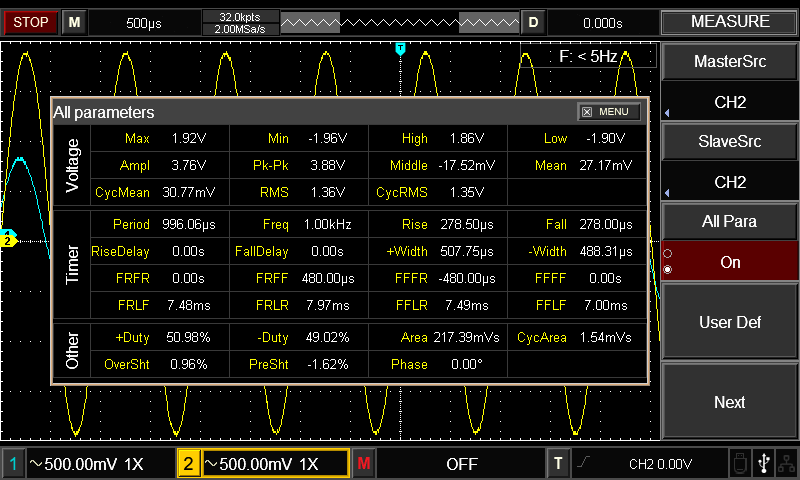 STOP M 500μs 32.0kpts D 0.000s MEASURE
2.00MSa/s
T
F: < 5Hz
MasterSrc
CH2
SlaveSrc
CH2
All Para
On
User Def
Next
All parameters MENU
Voltage
Max 1.92V Min -1.96V High 1.86V Low -1.90V
Ampl 3.76V Pk-Pk 3.88V Middle -17.52mV Mean 27.17mV
CycMean 30.77mV RMS 1.36V CycRMS 1.35V
Timer
Period 996.06μs Freq 1.00kHz Rise 278.50μs Fall 278.00μs
RiseDelay 0.00s FallDelay 0.00s +Width 507.75μs -Width 488.31μs
FRFR 0.00s FRFF 480.00μs FFFR -480.00μs FFFF 0.00s
FRLF 7.48ms FRLR 7.97ms FFLR 7.49ms FFLF 7.00ms
Other
+Duty 50.98% -Duty 49.02% Area 217.39mVs CycArea 1.54mVs
OverSht 0.96% PreSht -1.62% Phase 0.00°
2
1 ~500.00mV 1X 2 ~500.00mV 1X M OFF T CH2 0.00V